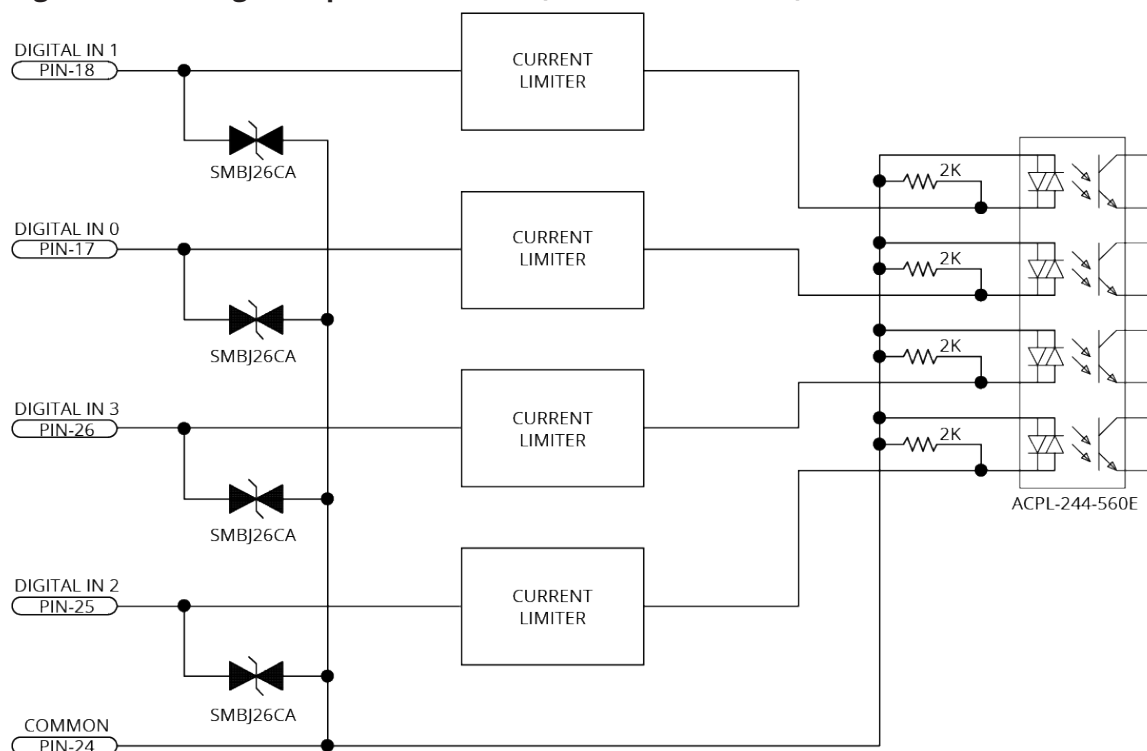 DIGITAL IN 1
PIN-18
SMBJ26CA
CURRENT
LIMITER
DIGITAL IN 0
PIN-17
SMBJ26CA
CURRENT
LIMITER
DIGITAL IN 3
PIN-26
SMBJ26CA
CURRENT
LIMITER
DIGITAL IN 2
PIN-25
SMBJ26CA
CURRENT
LIMITER
COMMON
PIN-24
2K
2K
2K
2K
ACPL-244-560E